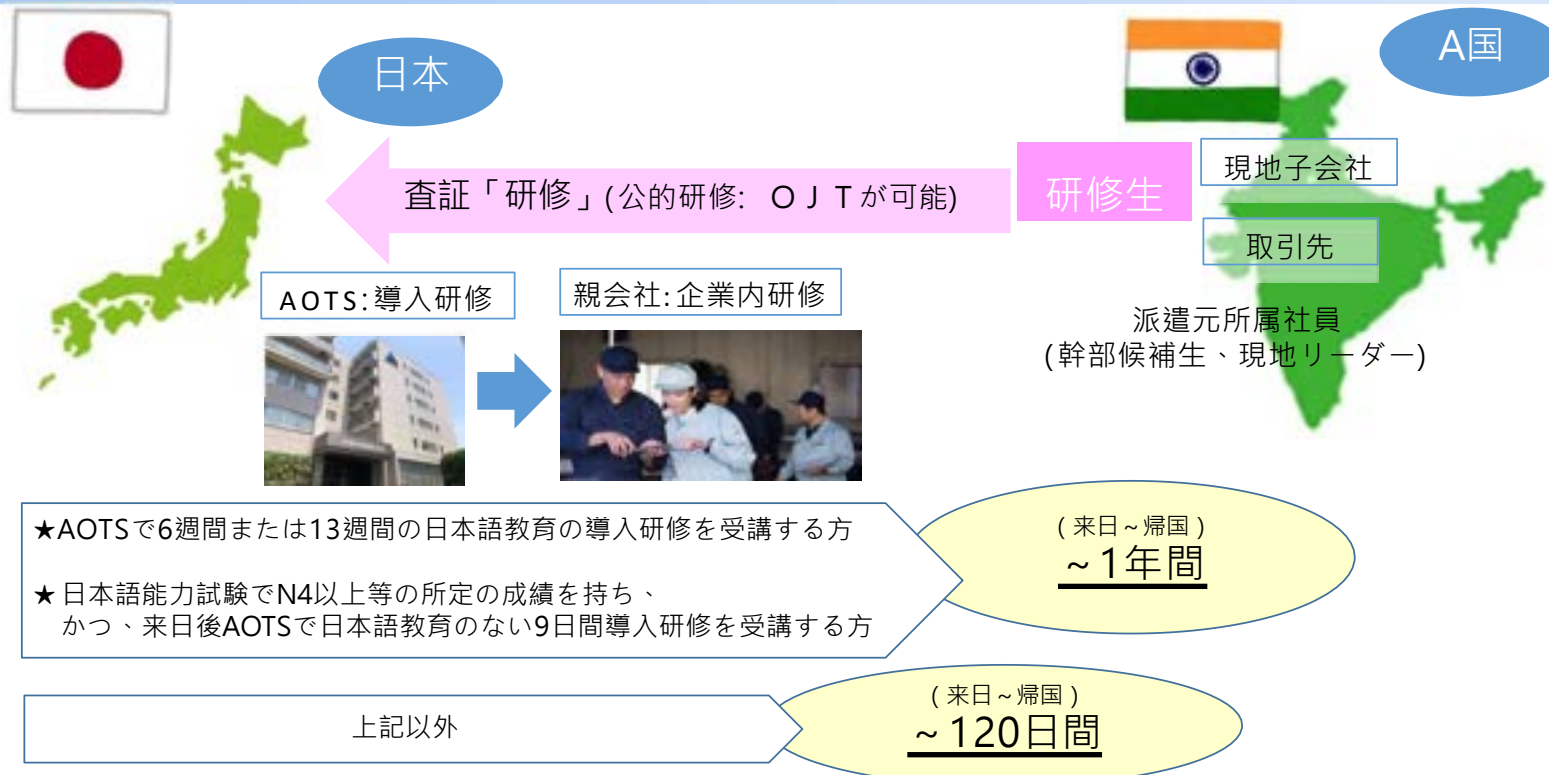 日本
A国
査証「研修」(公的研修: OJTが可能)
研修生
現地子会社
取引先
派遣元所属社員
(幹部候補生、現地リーダー)
AOTS:導入研修
親会社:企業内研修
★AOTSで6週間または13週間の日本語教育の導入研修を受講する方
★日本語能力試験でN4以上等の所定の成績を持ち、
かつ、来日後AOTSで日本語教育のない9日間導入研修を受講する方
(来日~帰国)
~1年間
上記以外
(来日~帰国)
~120日間